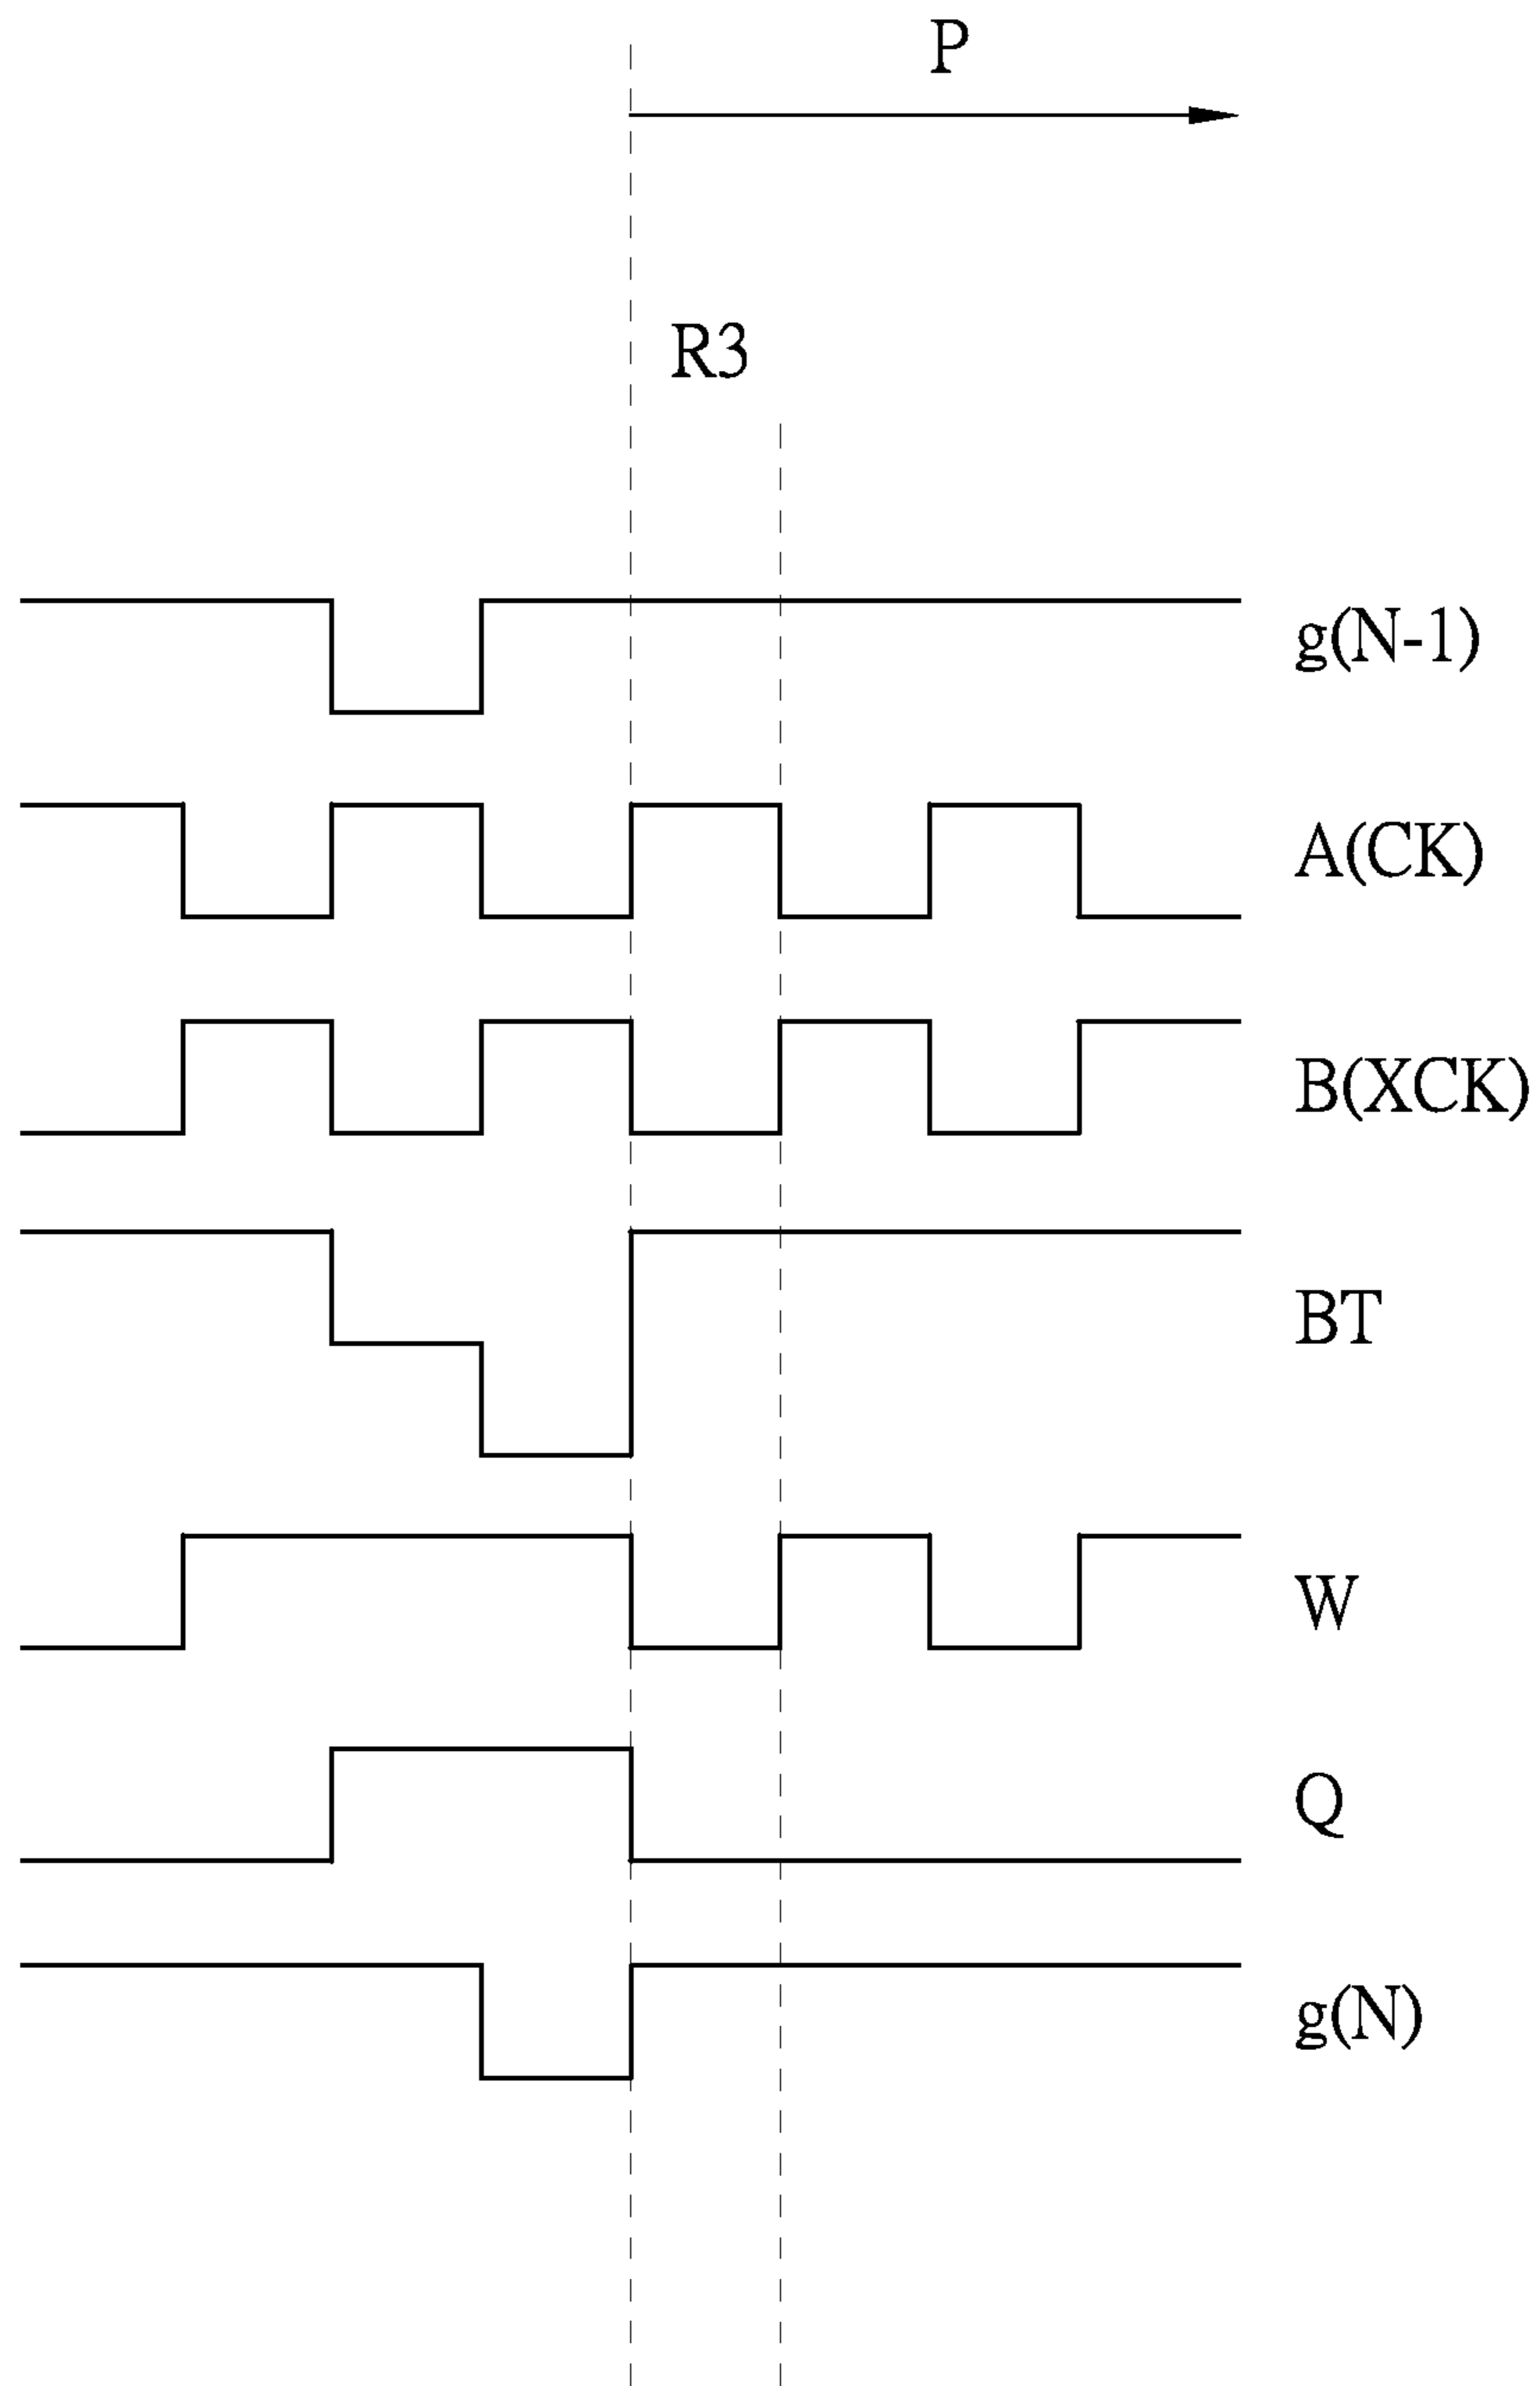 P
R3
g(N-1)
A(CK)
B(XCK)
BT
W
Q
g(N)